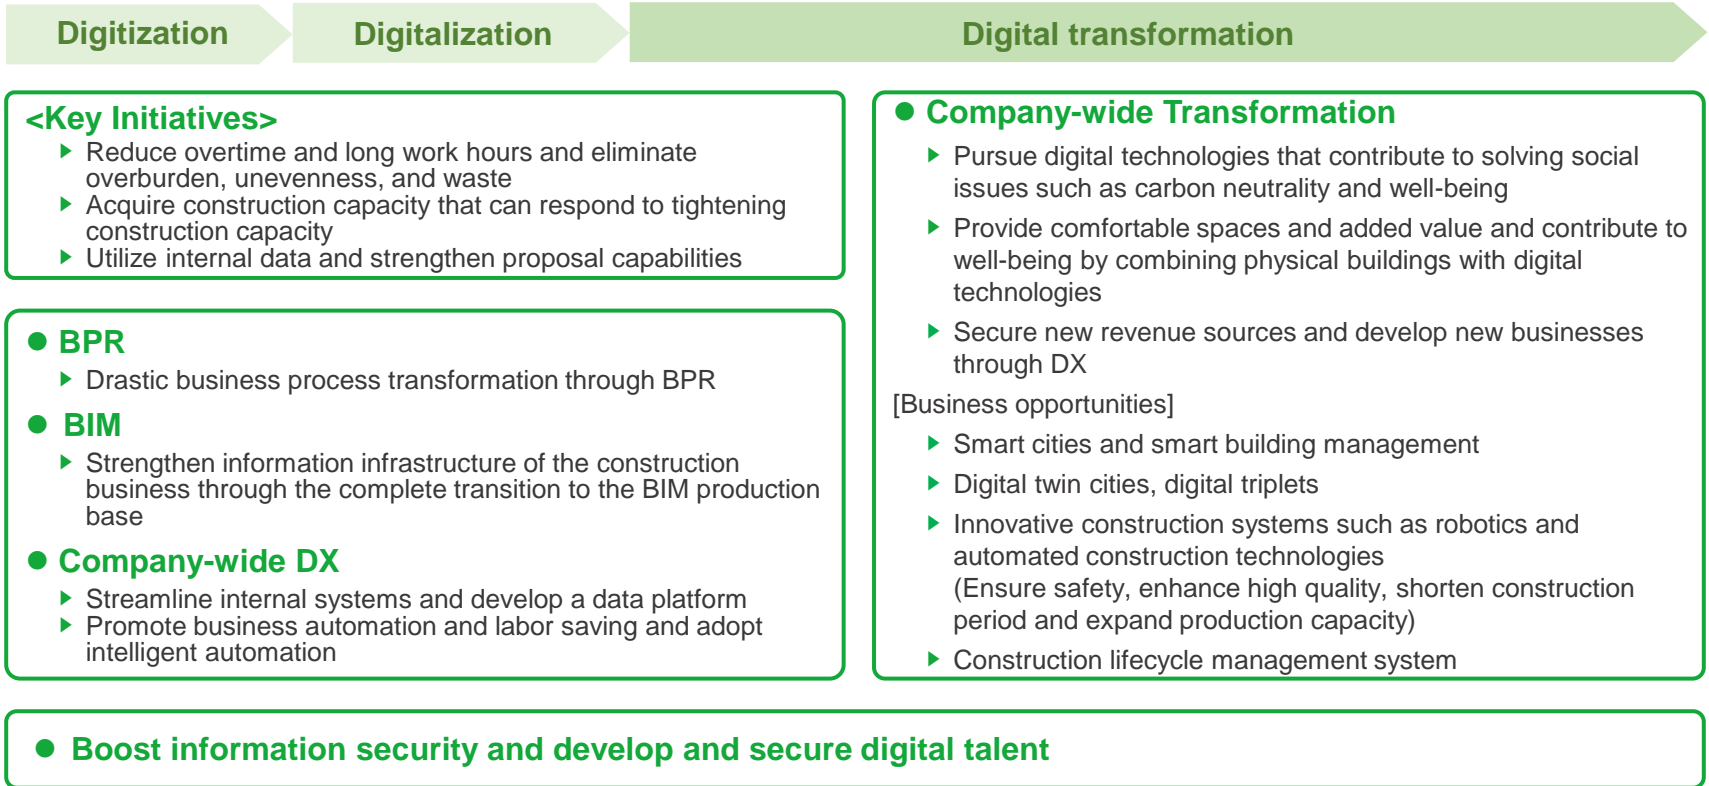 Digitization
Digitalization
Digital transformation
<Key Initiatives>
Reduce overtime and long work hours and eliminate
overburden, unevenness, and waste
Acquire construction capacity that can respond to tightening
construction capacity
Utilize internal data and strengthen proposal capabilities
BPR
Drastic business process transformation through BPR
BIM
Strengthen information infrastructure of the construction
business through the complete transition to the BIM production
base
Company-wide DX
Streamline internal systems and develop a data platform
Promote business automation and labor saving and adopt
intelligent automation
Company-wide Transformation
Pursue digital technologies that contribute to solving social
issues such as carbon neutrality and well-being
Provide comfortable spaces and added value and contribute to
well-being by combining physical buildings with digital
technologies
Secure new revenue sources and develop new businesses
through DX
[Business opportunities]
Smart cities and smart building management
Digital twin cities, digital triplets
Innovative construction systems such as robotics and
automated construction technologies
(Ensure safety, enhance high quality, shorten construction
period and expand production capacity)
Construction lifecycle management system
Boost information security and develop and secure digital talent